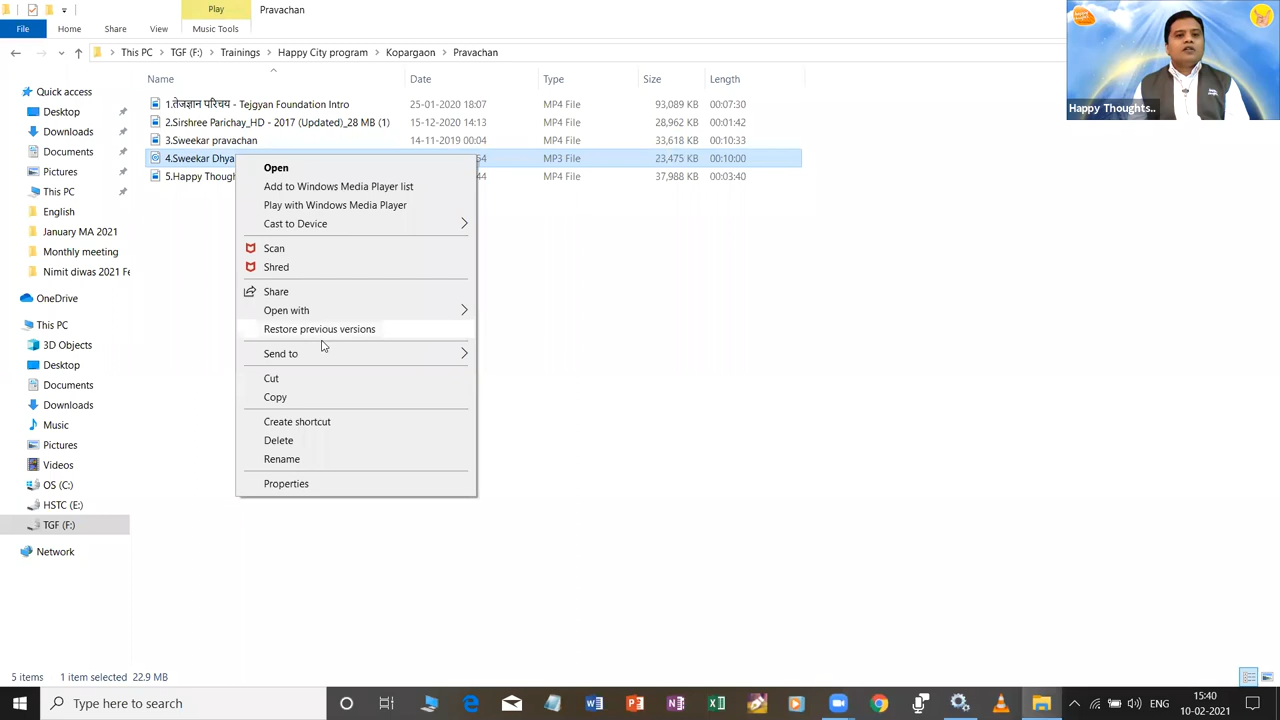 Play
Pravachan
File
Home
Share
View
Music Tools
This PC
TGF (F:)
Trainings
Happy City program
Kopargaon
Pravachan
Name
Date
Type
Size
Length
1.तेजज्ञान परिचय - Tejgyan Foundation Intro
25-01-2020 18:07
MP4 File
93,089 KB
00:07:30
2.Sirshree Parichay_HD - 2017 (Updated)_28 MB (1)
14:13
MP4 File
28,962 KB
00:01:42
3.Sweekar pravachan
14-11-2019 00:04
MP4 File
33,618 KB
00:10:33
4.Sweekar Dhya
54
MP3 File
23,475 KB
00:10:00
5.Happy Though
44
MP4 File
37,988 KB
00:03:40
Quick access
Desktop
Downloads
Documents
Pictures
This PC
English
January MA 2021
Monthly meeting
Nimit diwas 2021 Fe
OneDrive
This PC
3D Objects
Desktop
Documents
Downloads
Music
Pictures
Videos
OS (C:)
HSTC (E:)
TGF (F:)
Network
Open
Add to Windows Media Player list
Play with Windows Media Player
Cast to Device
Scan
Shred
Share
Open with
Restore previous versions
Send to
Cut
Copy
Create shortcut
Delete
Rename
Properties
Happy Thoughts..
5 items
1 item selected
22.9 MB
Type here to search
ENG
15:40
10-02-2021